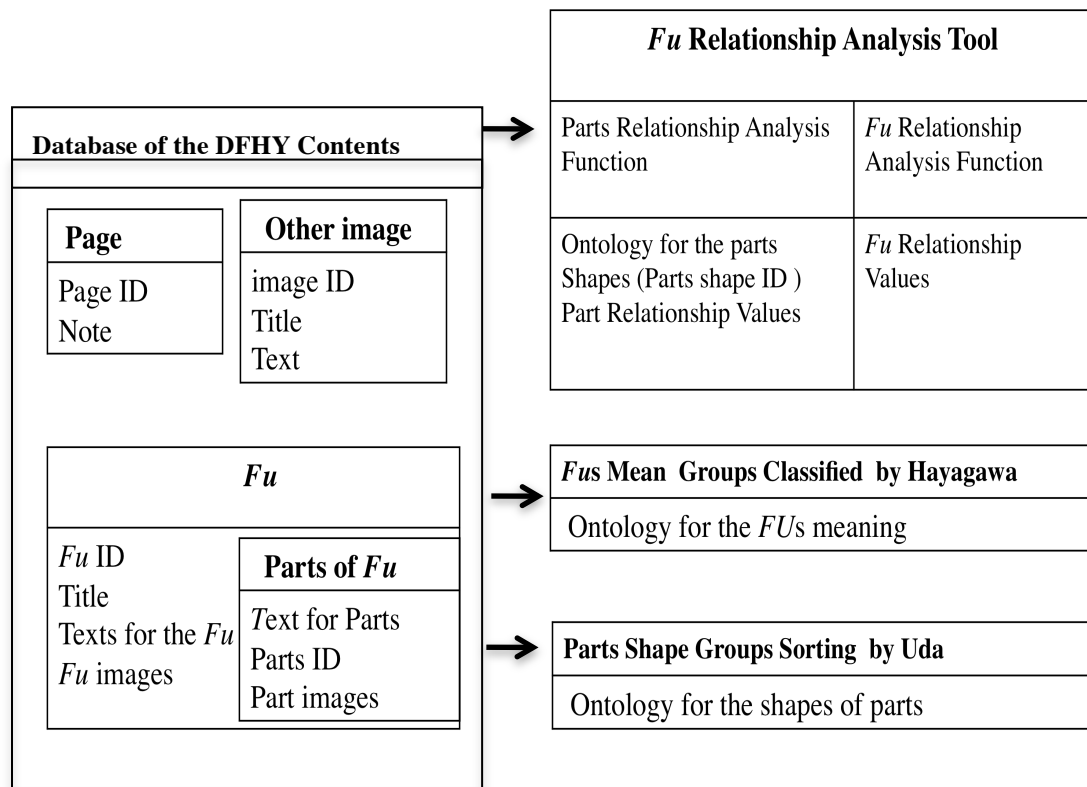 Fu Relationship Analysis Tool
Parts Relationship Analysis
Function
Fu Relationship
Analysis Function
Ontology for the parts
Shapes (Parts shape ID )
Part Relationship Values
Fu Relationship
Values
Database of the DFHY Contents
Page
Page ID
Note
Other image
image ID
Title
Text
Fu
Fu ID
Title
Texts for the Fu
Fu images
Parts of Fu
Text for Parts
Parts ID
Part images
Fus Mean Groups Classified by Hayagawa
Ontology for the FUs meaning
Parts Shape Groups Sorting by Uda
Ontology for the shapes of parts